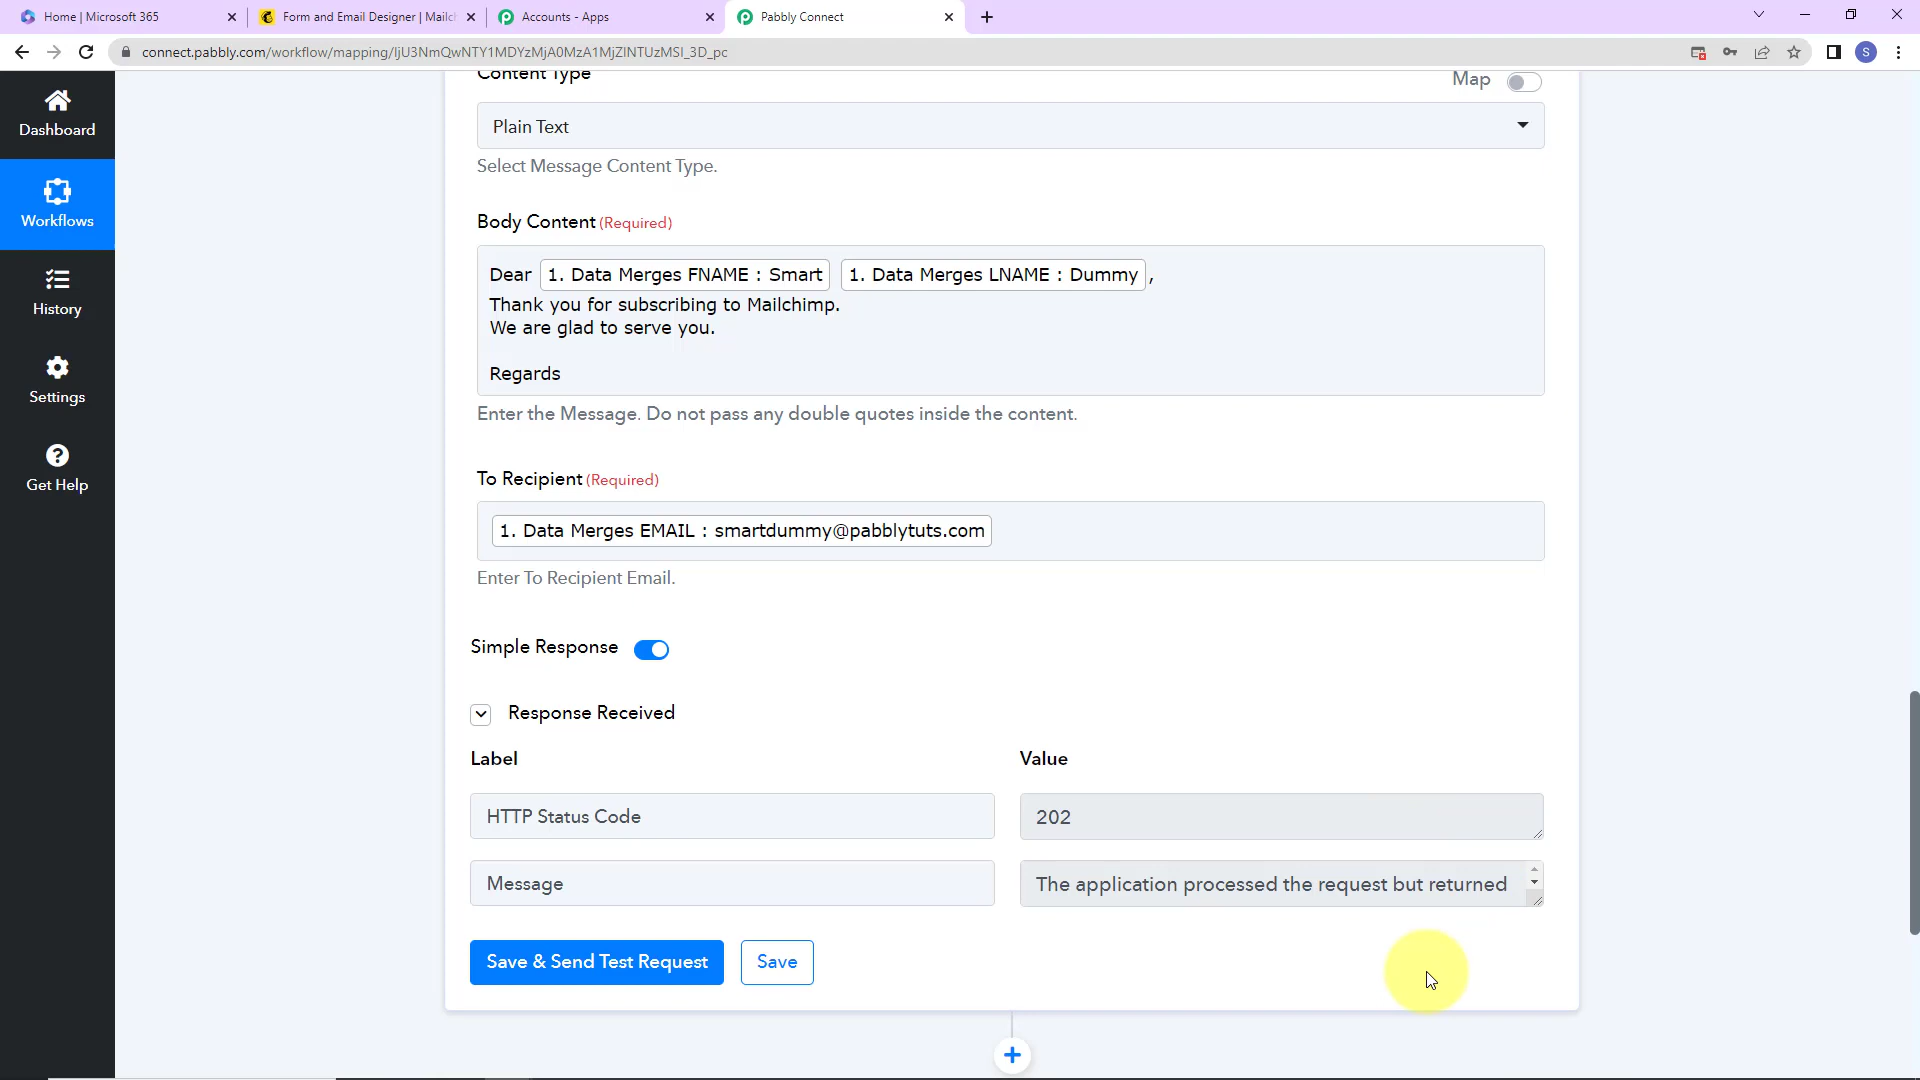 Home | Microsoft 365
Form and Email Designer | Mailch
Accounts - Apps
Pabbly Connect
connect.pabbly.com/workflow/mapping/IjU3NmQwNTY1MDYzMjA0MzA1MjZlNTUzMSI_3D_pc
S
Dashboard
Workflows
History
Settings
Get Help
Content Type
Map
Plain Text
Select Message Content Type.
Body Content (Required)
Dear 1. Data Merges FNAME : Smart 1. Data Merges LNAME : Dummy ,
Thank you for subscribing to Mailchimp.
We are glad to serve you.
Regards
Enter the Message. Do not pass any double quotes inside the content.
To Recipient (Required)
1. Data Merges EMAIL : smartdummy@pabblytuts.com
Enter To Recipient Email.
Simple Response
Response Received
Label
Value
HTTP Status Code
202
Message
The application processed the request but returned
Save & Send Test Request
Save